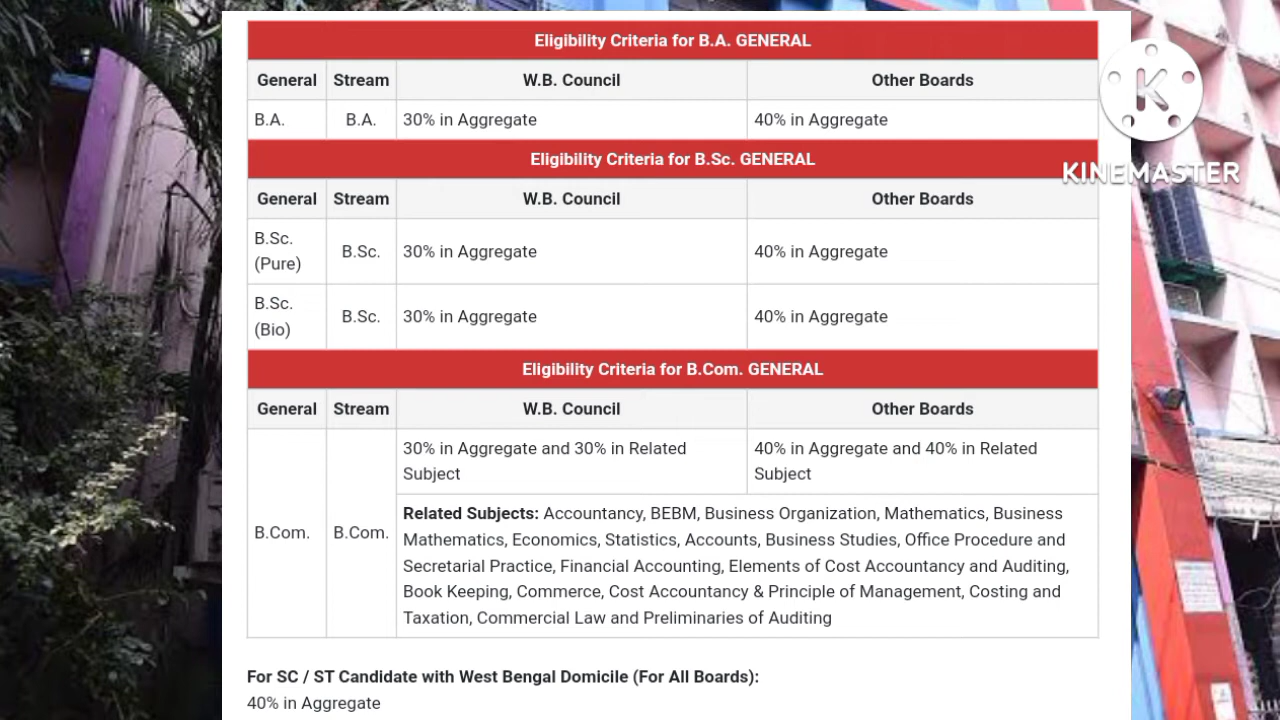 Eligibility Criteria for B.A. GENERAL
General Stream W.B. Council Other Boards
B.A. B.A. 30% in Aggregate 40% in Aggregate
Eligibility Criteria for B.Sc. GENERAL
General Stream W.B. Council Other Boards
B.Sc.
(Pure) B.Sc. 30% in Aggregate 40% in Aggregate
B.Sc.
(Bio) B.Sc. 30% in Aggregate 40% in Aggregate
Eligibility Criteria for B.Com. GENERAL
General Stream W.B. Council Other Boards
B.Com. B.Com.
30% in Aggregate and 30% in Related
Subject
40% in Aggregate and 40% in Related
Subject
Related Subjects: Accountancy, BEBM, Business Organization, Mathematics, Business
Mathematics, Economics, Statistics, Accounts, Business Studies, Office Procedure and
Secretarial Practice, Financial Accounting, Elements of Cost Accountancy and Auditing,
Book Keeping, Commerce, Cost Accountancy & Principle of Management, Costing and
Taxation, Commercial Law and Preliminaries of Auditing
For SC / ST Candidate with West Bengal Domicile (For All Boards):
40% in Aggregate
K
KINEMASTER